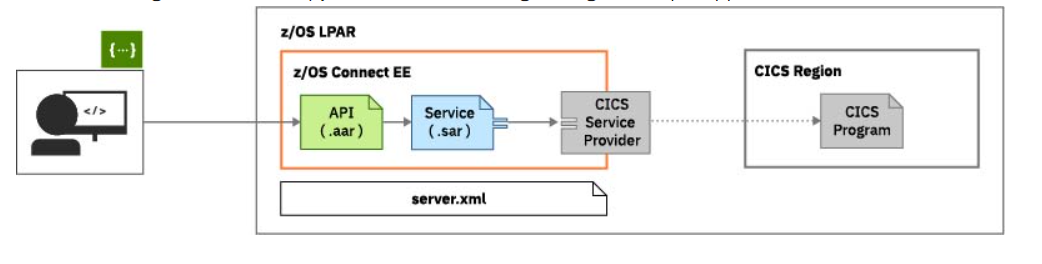 {...}
</>
z/OS LPAR
z/OS Connect EE
API
(.aar)
Service
(.sar)
CICS
Service
Provider
CICS Region
CICS
Program
server.xml